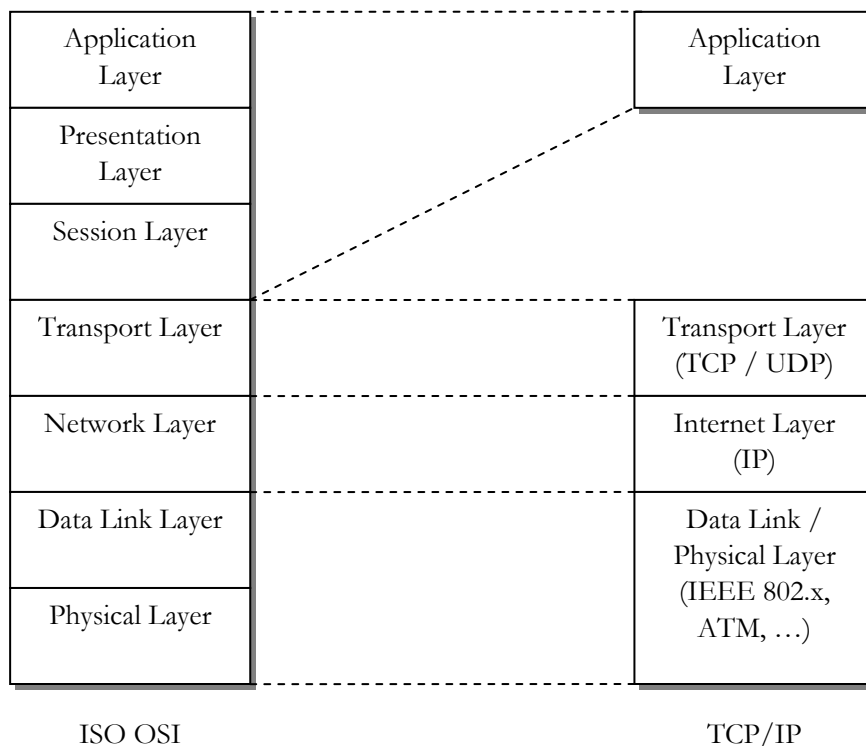 Application
Layer
Presentation
Layer
Session Layer
Transport Layer
Network Layer
Data Link Layer
Physical Layer
ISO OSI
Application
Layer
Transport Layer
(TCP / UDP)
Internet Layer
(IP)
Data Link /
Physical Layer
(IEEE 802.x,
ATM, …)
TCP/IP